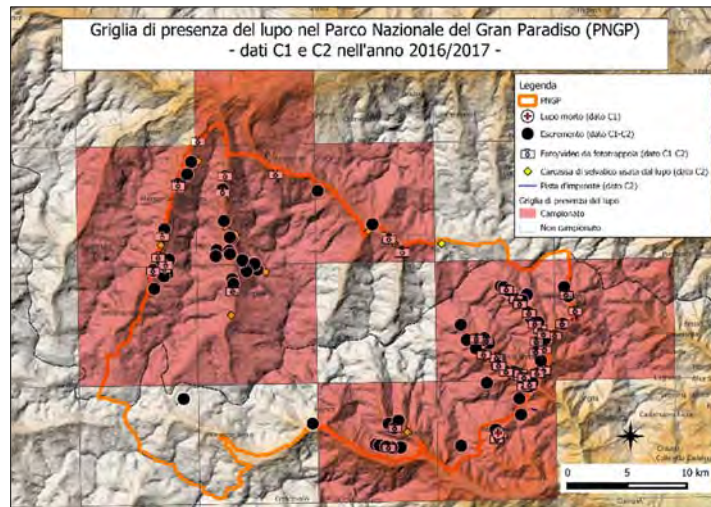 Griglia di presenza del lupo nel Parco Nazionale del Gran Paradiso (PNGP)
- dati C1 e C2 nell'anno 2016/2017 -
Legenda
PNGP
Lupo morto (dato C1)
Escremento (dato C1-C2)
Foto/video da fototrappola (dato C1-C2)
Carcassa di selvatico usata dal lupo (dato C2)
Pista d'impronte (dato C2)
Griglia di presenza del lupo
Campionato
Non campionato
0 5 10 km